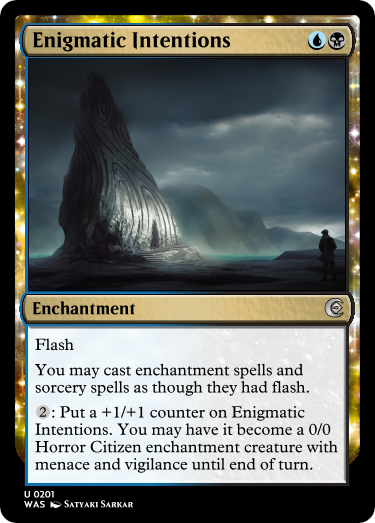 Enigmatic Intentions
Enchantment
Flash
You may cast enchantment spells and
sorcery spells as though they had flash.
2: Put a +1/+1 counter on Enigmatic
Intentions. You may have it become a 0/0
Horror Citizen enchantment creature with
menace and vigilance until end of turn.
U 0201
WAS Satyaki Sarkar